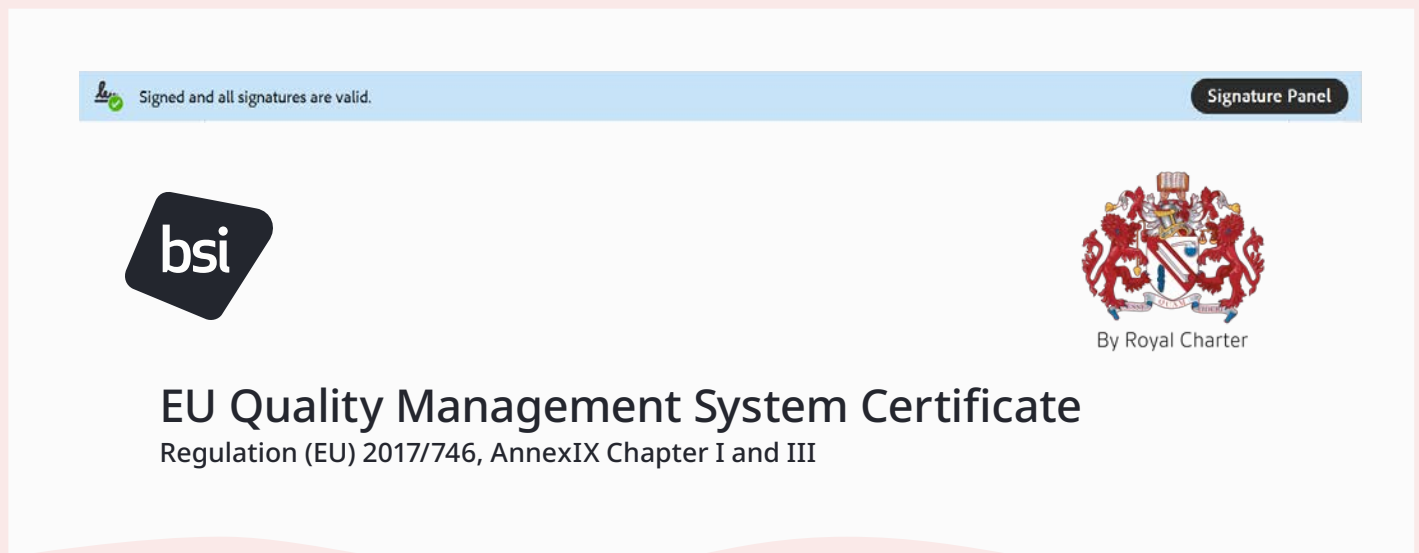 Signed and all signatures are valid.
Signature Panel
bsi
By Royal Charter
EU Quality Management System Certificate
Regulation (EU) 2017/746, AnnexIX Chapter I and III